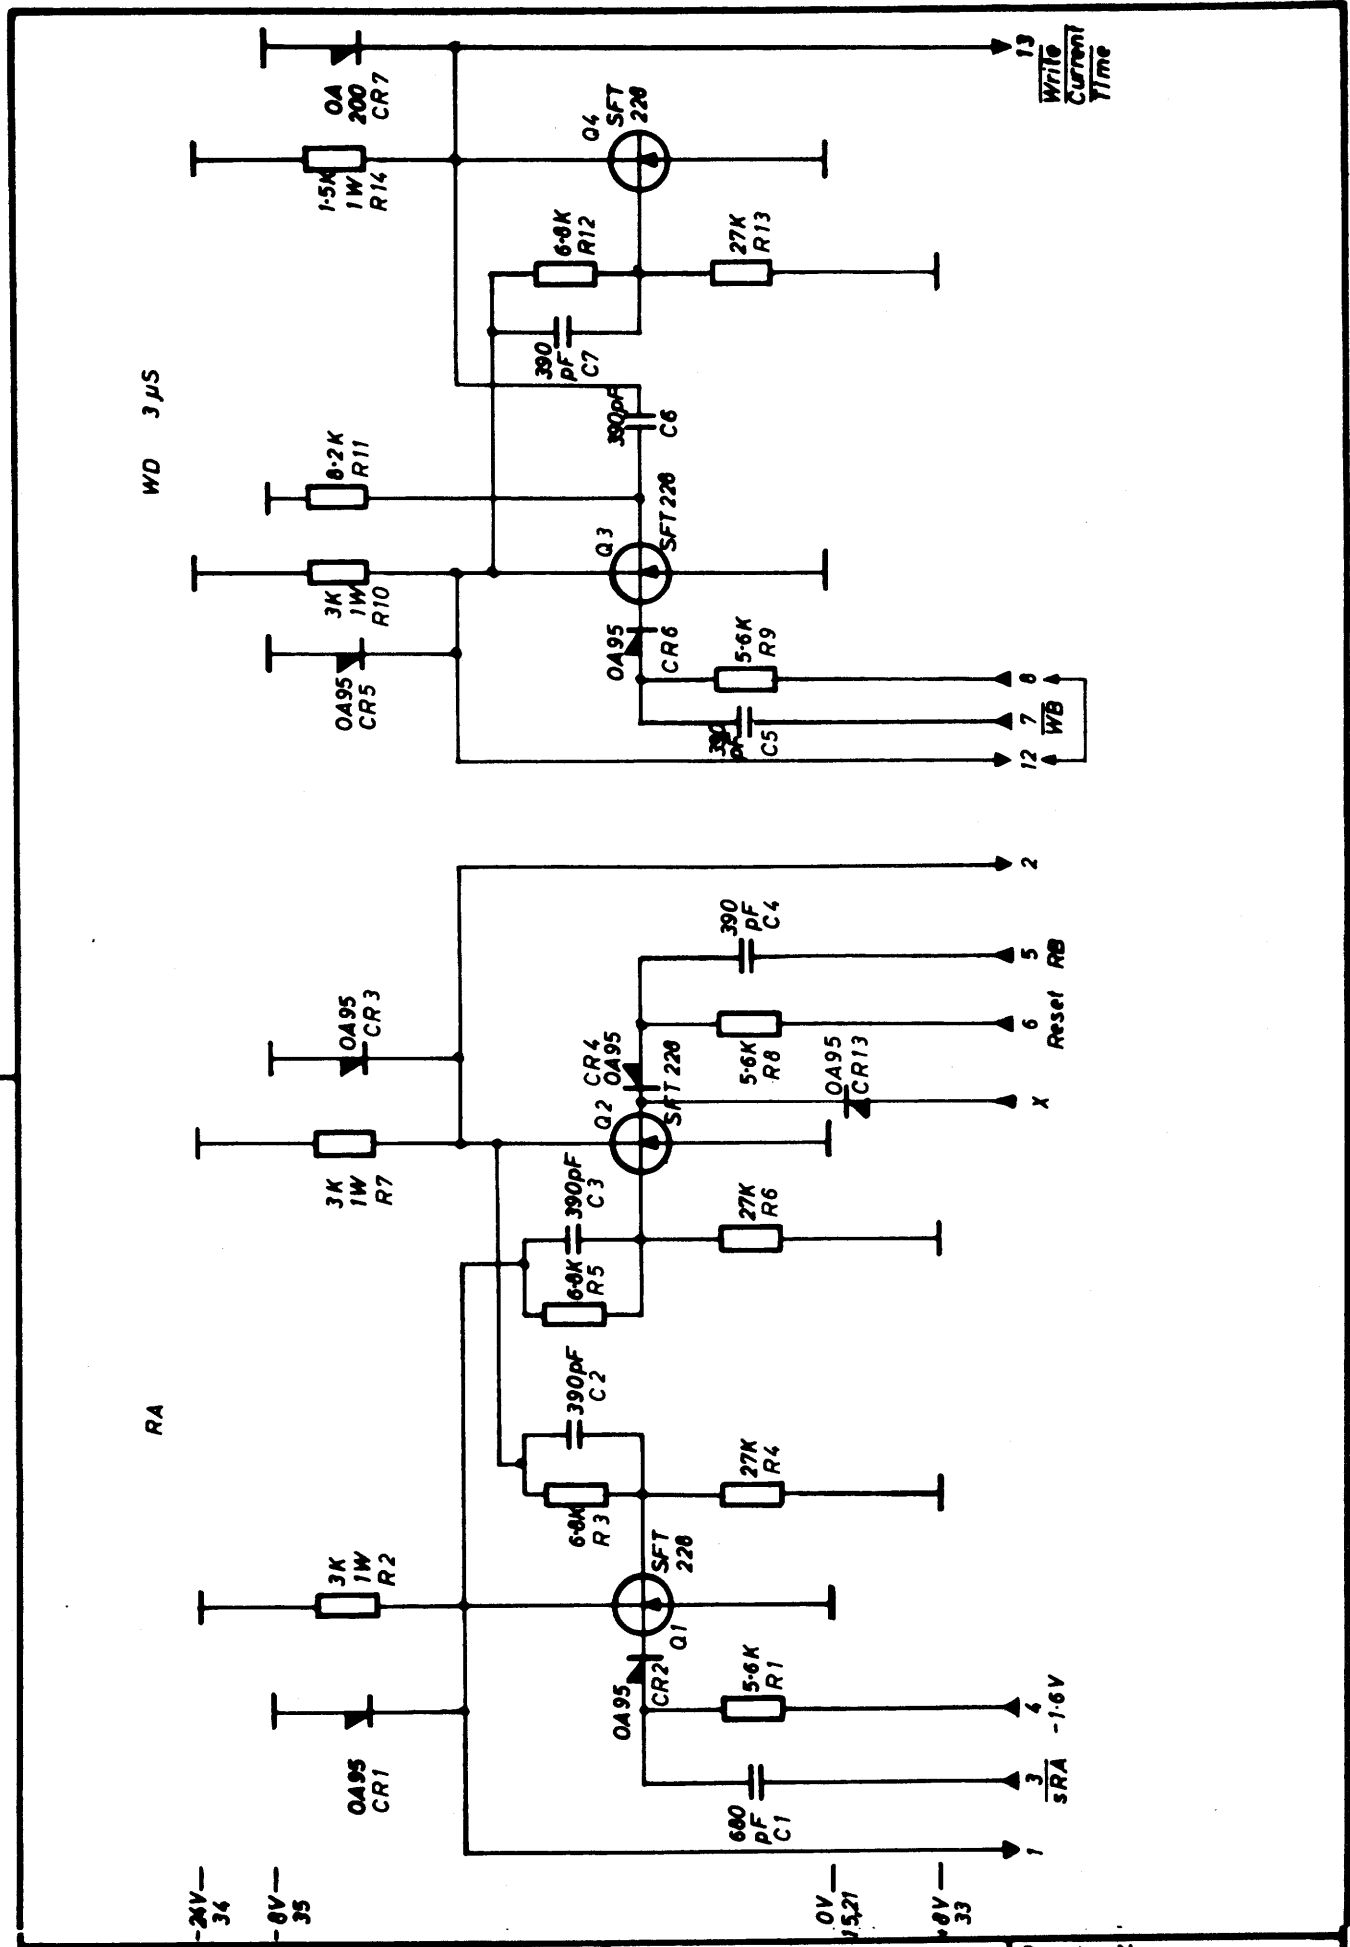 RA
WD 3 µS
-24V
34
-8V
35
0V
15,21
+8V
33
OA95
CR1
3K
1W
R2
6·8K
R3
390pF
C2
6·8K
R5
390pF
C3
3K
1W
R7
OA95
CR3
OA95
CR2
Q1
SFT
228
27K
R4
27K
R6
Q2
SFT 228
CR4
OA95
5·6K
R8
OA95
CR13
390
pF
C4
680
pF
C1
5·6K
R1
1
3
sRA
4
-1·6V
X
6
Reset
5
RB
2
OA95
CR5
3K
1W
R10
8·2K
R11
Q3
SFT 228
OA95
CR6
390
pF
C5
5·6K
R9
390pF
C6
390
pF
C7
6·8K
R12
27K
R13
1·5K
1W
R14
OA
200
CR7
Q4
SFT
228
12
7
WB
8
13
Write
Current
Time